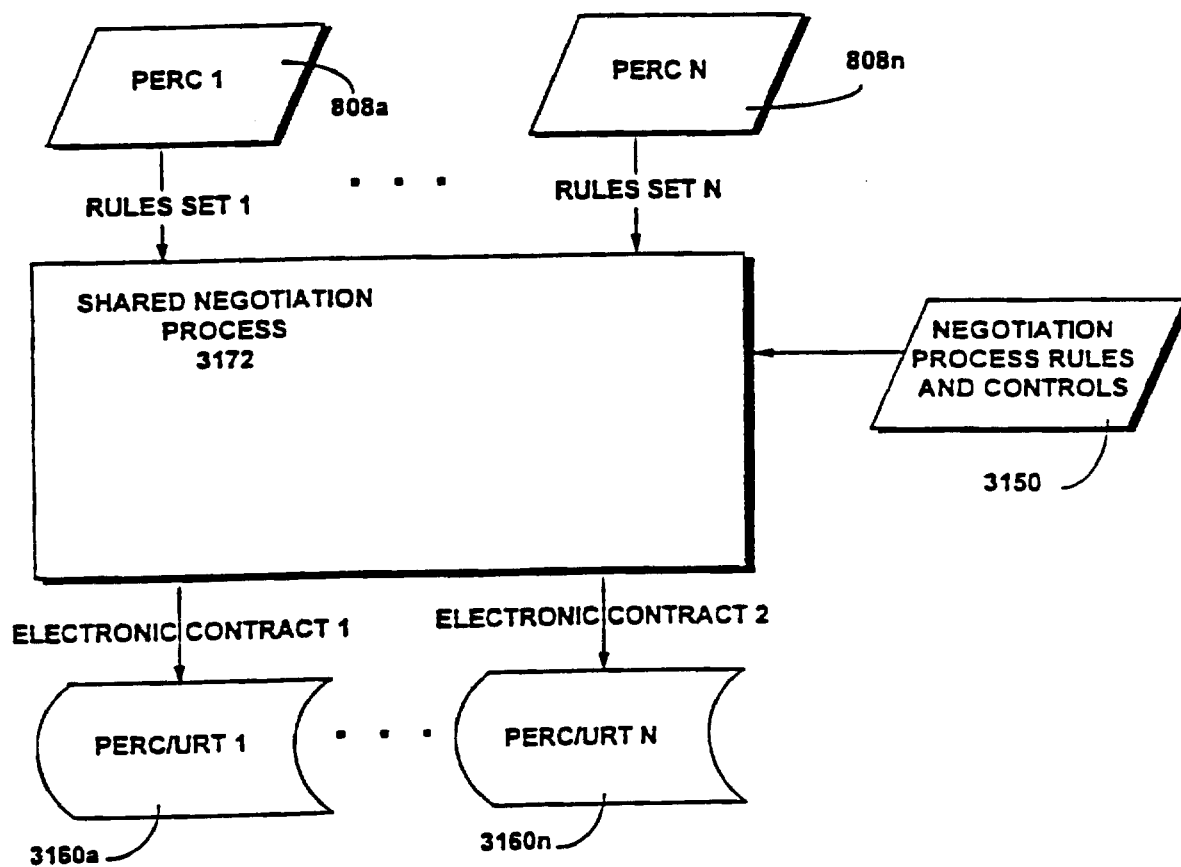 PERC 1
808a
PERC N
808n
RULES SET 1
RULES SET N
SHARED NEGOTIATION
PROCESS
3172
NEGOTIATION
PROCESS RULES
AND CONTROLS
3150
ELECTRONIC CONTRACT 1
ELECTRONIC CONTRACT 2
PERC/URT 1
PERC/URT N
3160a
3160n